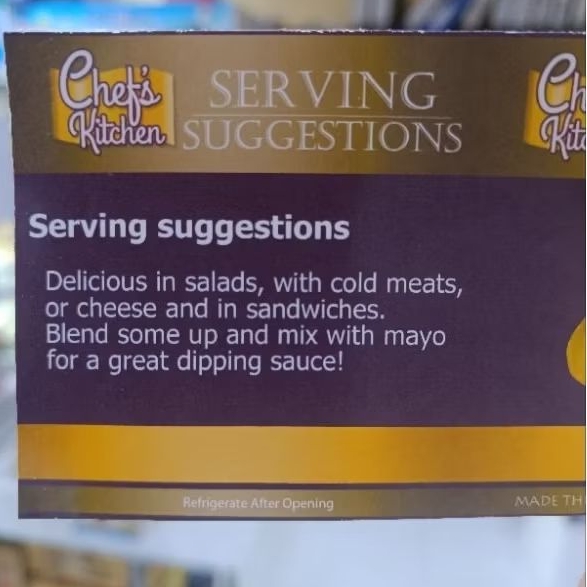 Chef's
Kitchen
SERVING
SUGGESTIONS
Serving suggestions
Delicious in salads, with cold meats,
or cheese and in sandwiches.
Blend some up and mix with mayo
for a great dipping sauce!
Refrigerate After Opening
MADE